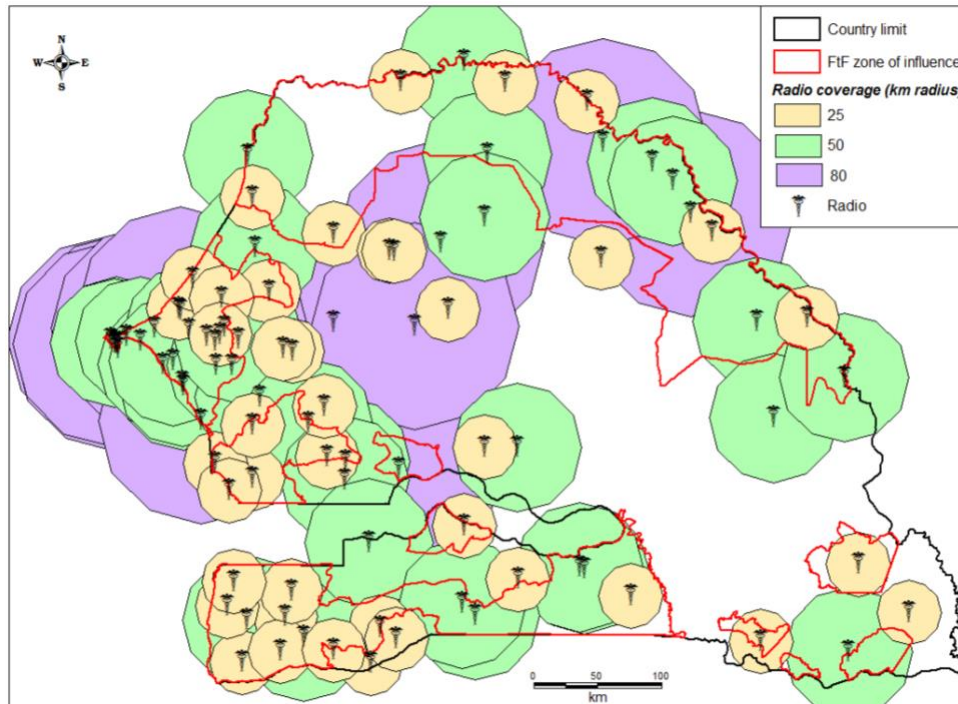 N
W E
S
Country limit
FtF zone of influence
Radio coverage (km radius)
25
50
80
Radio
0 50 100
km